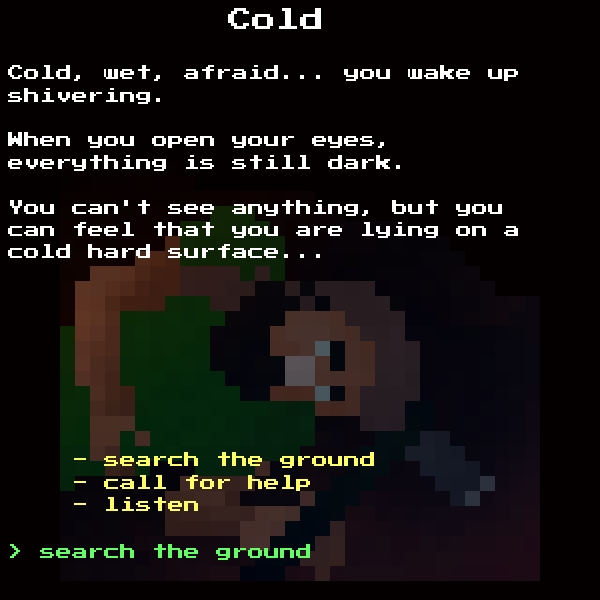 Cold
Cold, wet, afraid... you wake up
shivering.
When you open your eyes,
everything is still dark.
You can't see anything, but you
can feel that you are lying on a
cold hard surface...
- search the ground
- call for help
- listen
> search the ground